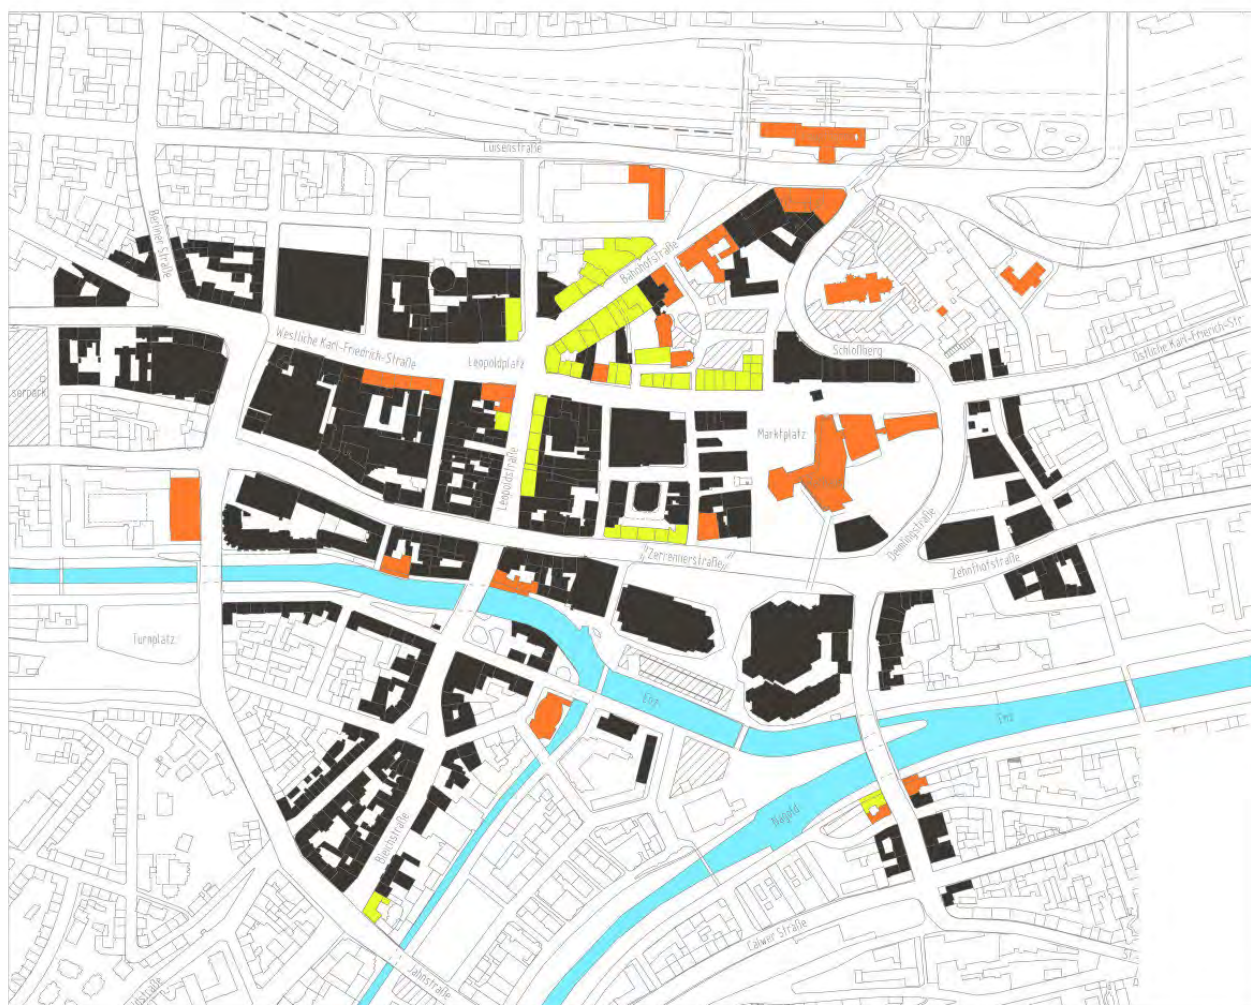 Luisenstraße
ZOB
Berliner Straße
Bahnhofstraße
Westliche Karl-Friedrich-Straße
Leopoldplatz
Schloßberg
Östliche Karl-Friedrich-Str
Marktplatz
Leopoldstraße
Deimlingstraße
"Zerrennerstraße"
Zehnthofstraße
Turnplatz
Enz
Enz
Nagold
Bleichstraße
Calwer Straße
Jahnstraße